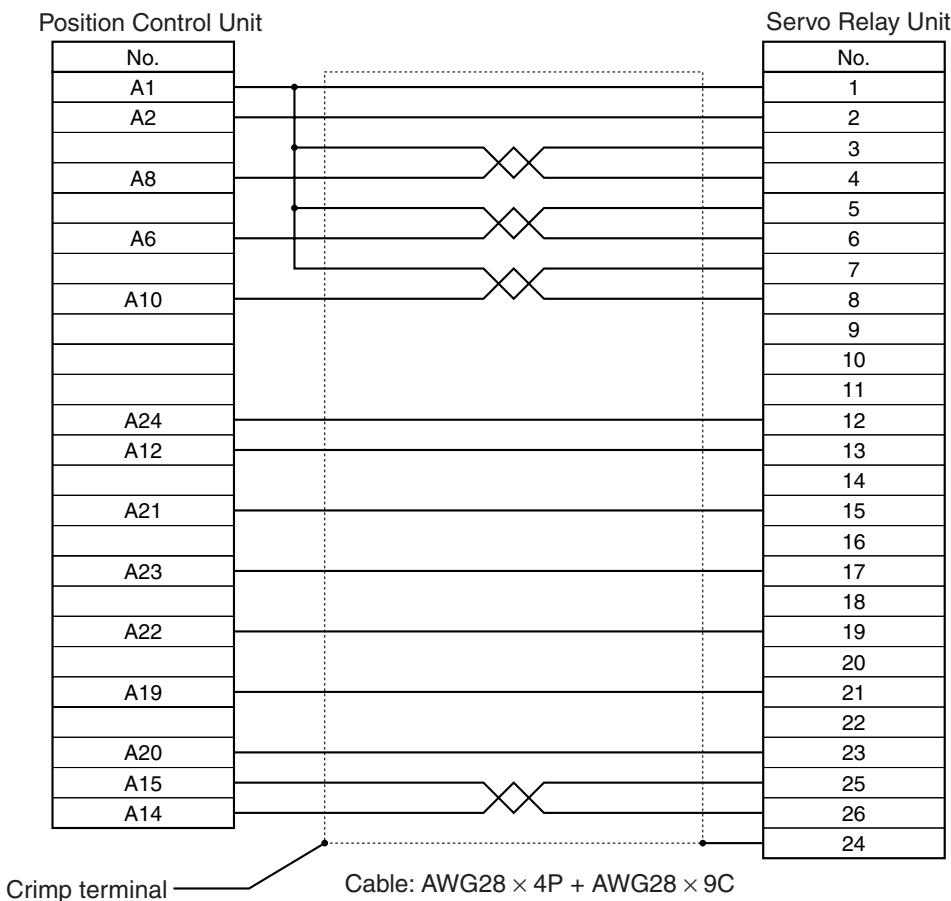 Position Control Unit Servo Relay Unit
No. No.
A1 1
A2 2
3
A8 4
5
A6 6
7
A10 8
9
10
11
A24 12
A12 13
14
A21 15
16
A23 17
18
A22 19
20
A19 21
22
A20 23
A15 25
A14 26
24
Crimp terminal Cable: AWG28 × 4P + AWG28 × 9C